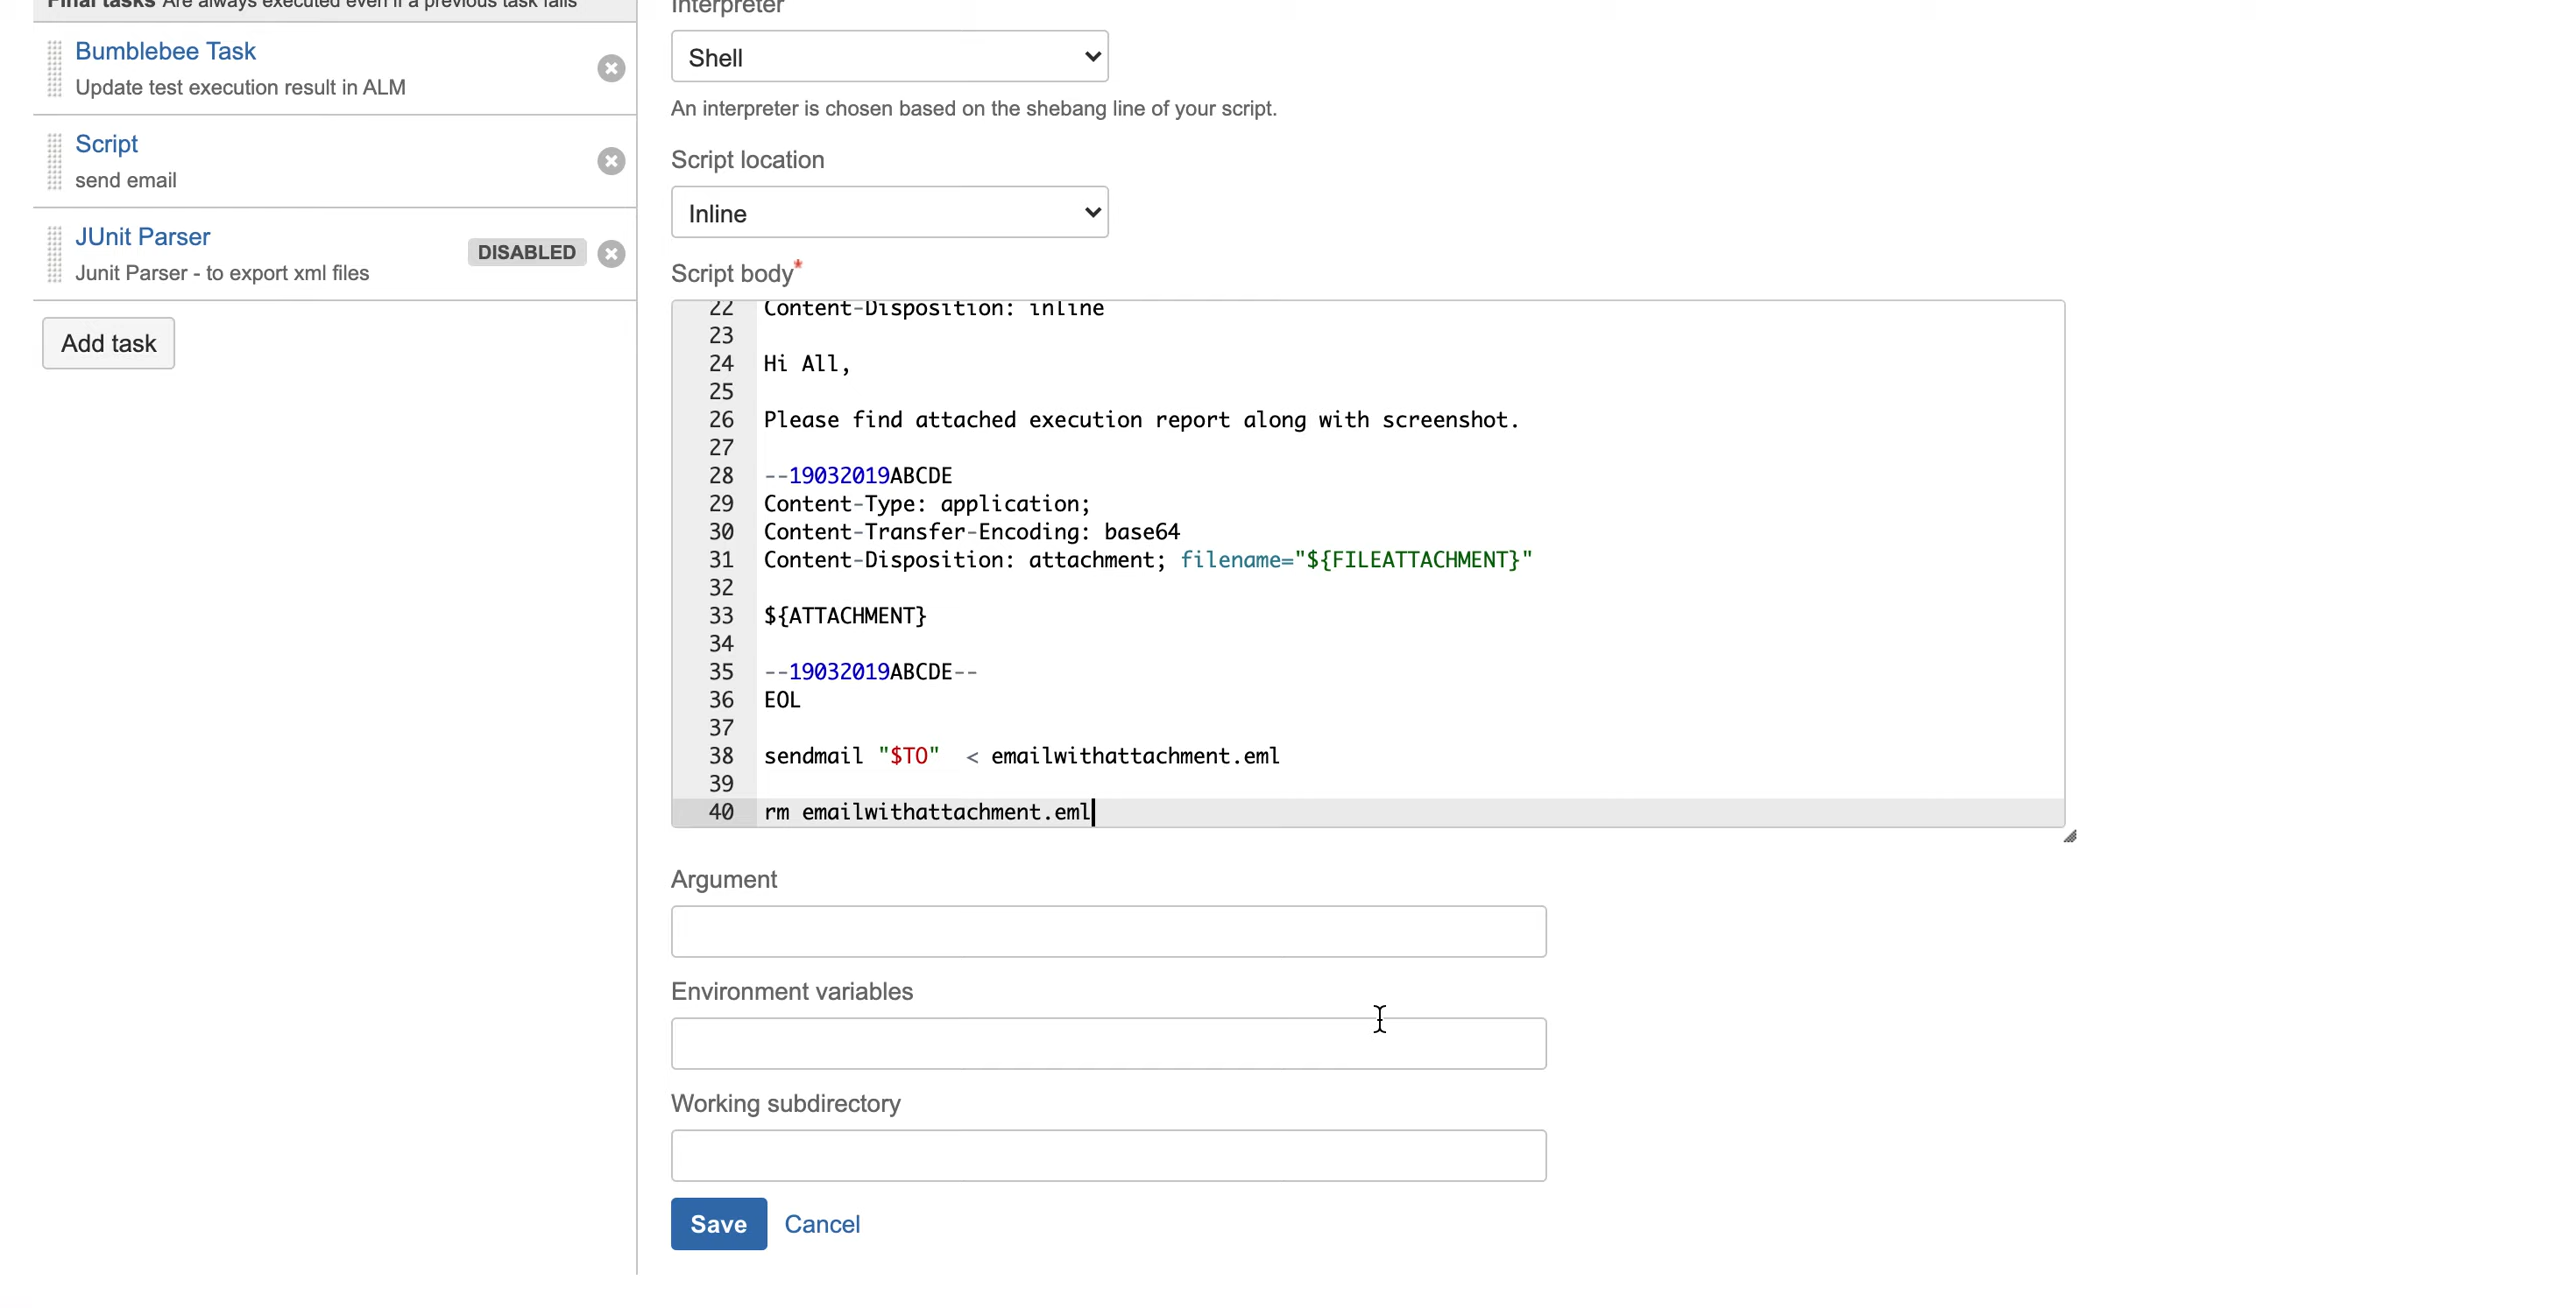 Final tasks Are always executed even if a previous task fails
Bumblebee Task
Update test execution result in ALM
Script
send email
JUnit Parser
DISABLED
Junit Parser - to export xml files
Add task
Interpreter
Shell
An interpreter is chosen based on the shebang line of your script.
Script location
Inline
Script body*
22 Content-Disposition: inline
23
24 Hi All,
25
26 Please find attached execution report along with screenshot.
27
28 --19032019ABCDE
29 Content-Type: application;
30 Content-Transfer-Encoding: base64
31 Content-Disposition: attachment; filename="${FILEATTACHMENT}"
32
33 ${ATTACHMENT}
34
35 --19032019ABCDE--
36 EOL
37
38 sendmail "$TO"  < emailwithattachment.eml
39
40 rm emailwithattachment.eml
Argument
Environment variables
Working subdirectory
Save Cancel